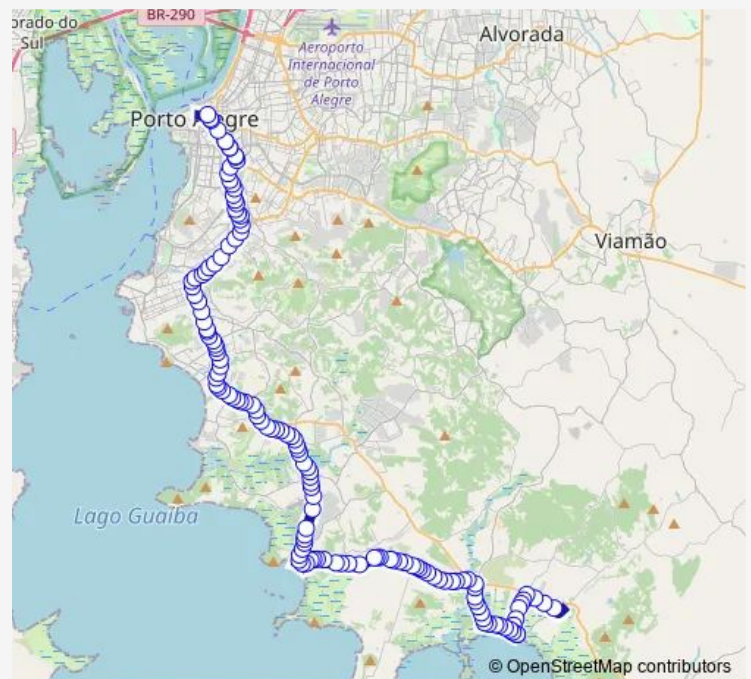 BR-290
orado do
Sul
Aeroporto
Internacional
de Porto
Alegre
Alvorada
Porto Alegre
Viamão
Lago Guaíba
© OpenStreetMap contributors